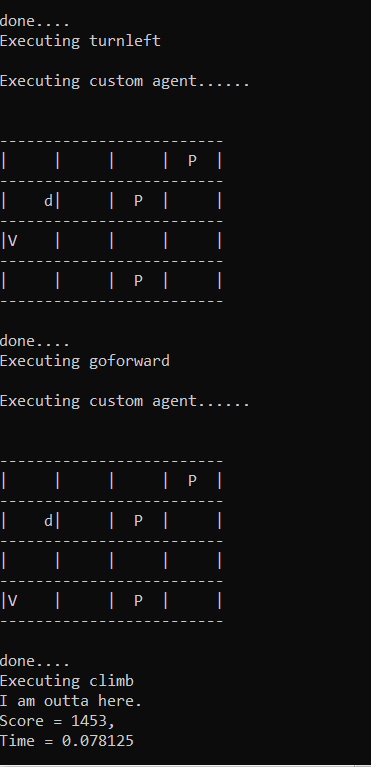 done....
Executing turnleft
Executing custom agent......
-------------------------
|     |     |     |  P  |
-------------------------
|    d|     |  P  |     |
-------------------------
|V    |     |     |     |
-------------------------
|     |     |  P  |     |
-------------------------
done....
Executing goforward
Executing custom agent......
-------------------------
|     |     |     |  P  |
-------------------------
|    d|     |  P  |     |
-------------------------
|     |     |     |     |
-------------------------
|V    |     |  P  |     |
-------------------------
done....
Executing climb
I am outta here.
Score = 1453,
Time = 0.078125